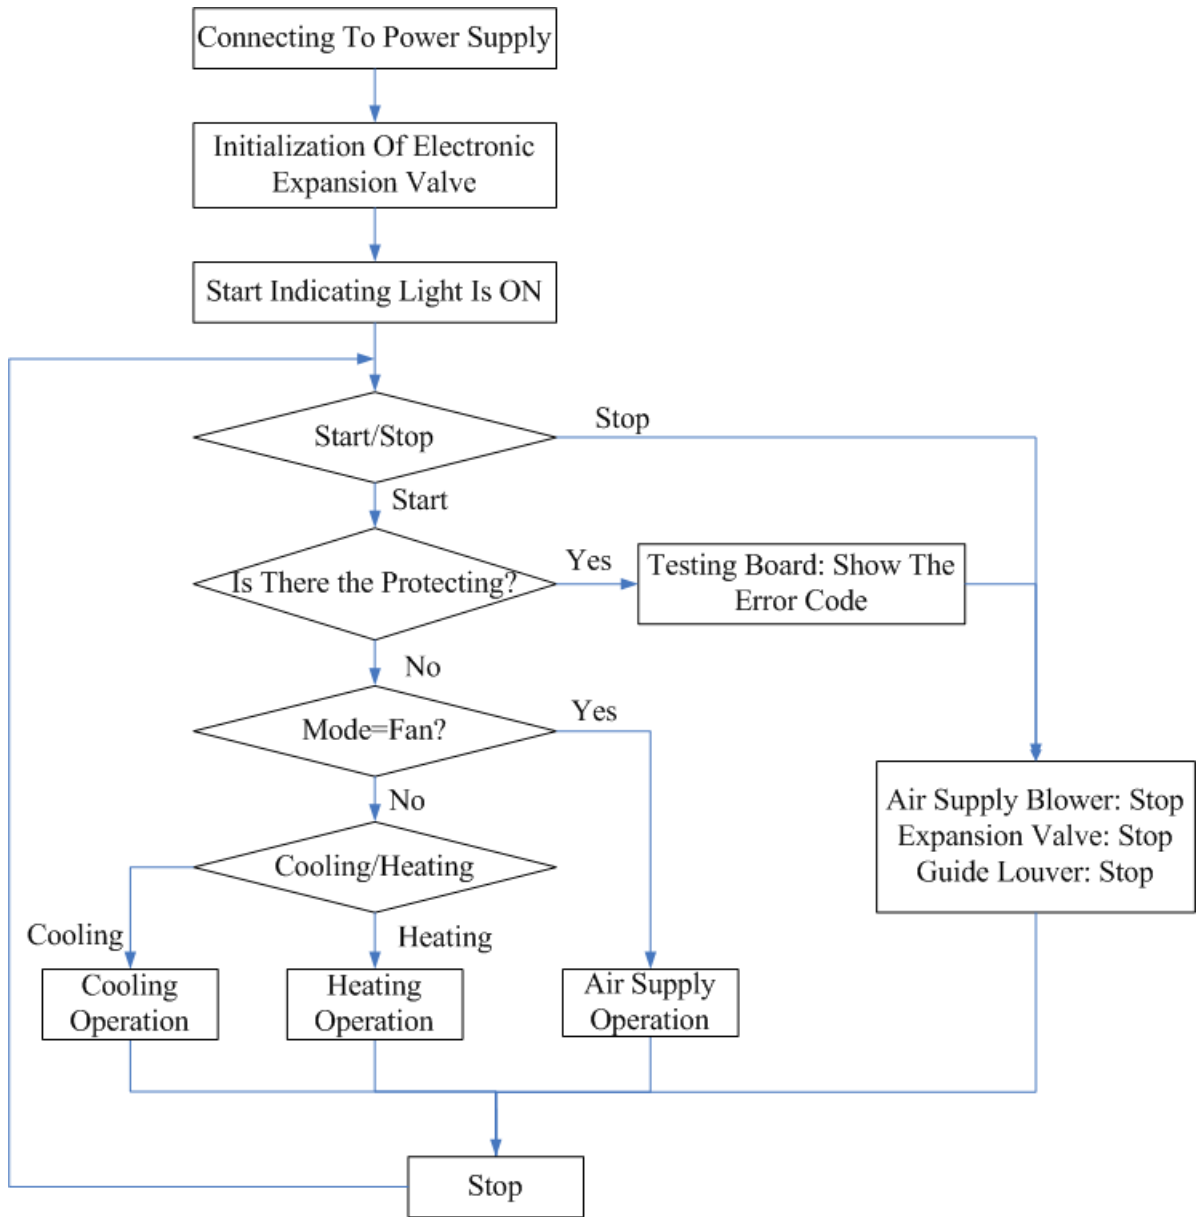 Connecting To Power Supply
Initialization Of Electronic
Expansion Valve
Start Indicating Light Is ON
Start/Stop
Stop
Start
Is There the Protecting?
Yes
Testing Board: Show The
Error Code
No
Mode=Fan?
Yes
No
Air Supply Blower: Stop
Expansion Valve: Stop
Guide Louver: Stop
Cooling/Heating
Cooling
Heating
Cooling
Operation
Heating
Operation
Air Supply
Operation
Stop